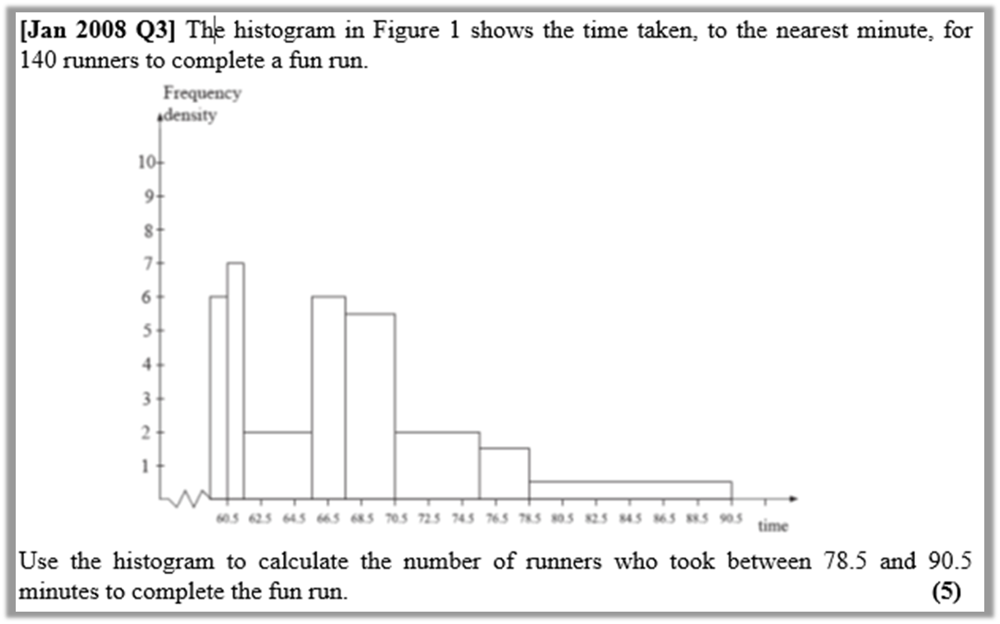 [Jan 2008 Q3] The histogram in Figure 1 shows the time taken, to the nearest minute, for
140 runners to complete a fun run.
Frequency
density
10
9
8
7
6
5
4
3
2
1
60.5 62.5 64.5 66.5 68.5 70.5 72.5 74.5 76.5 78.5 80.5 82.5 84.5 86.5 88.5 90.5 time
Use the histogram to calculate the number of runners who took between 78.5 and 90.5
minutes to complete the fun run. (5)